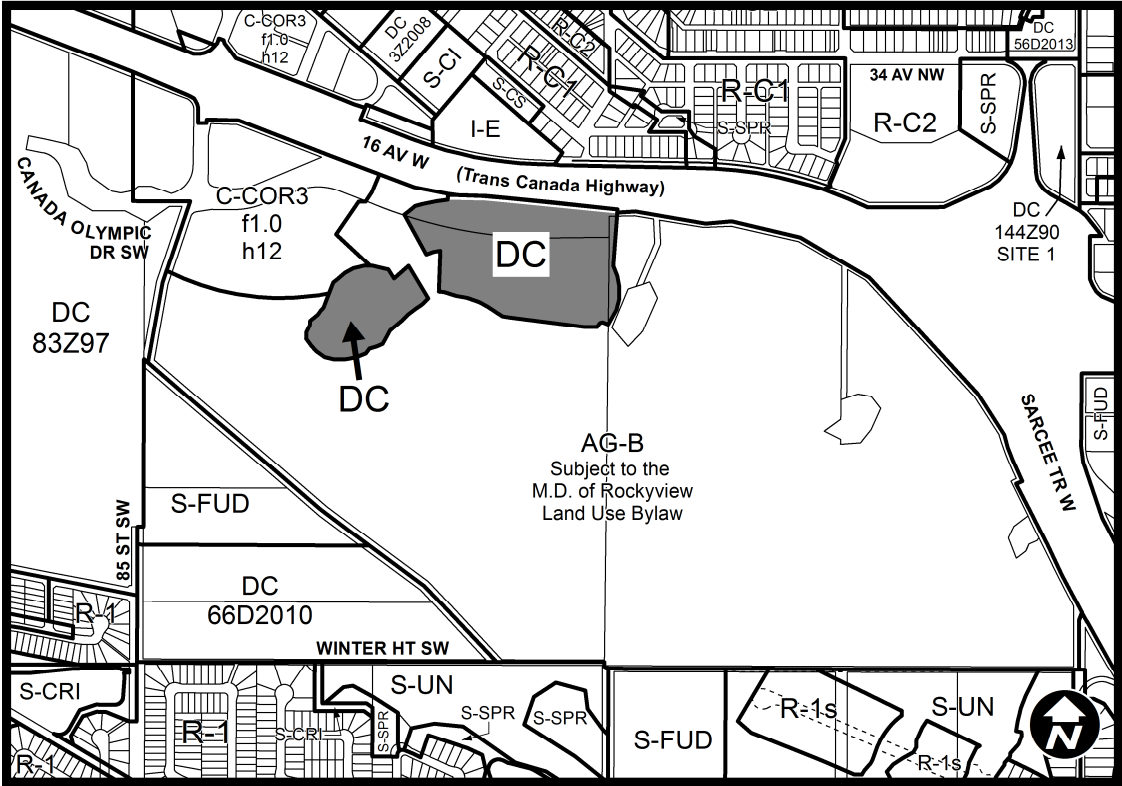 C-COR3
f1.0
h12
DC
3Z2008
S-CI
R-C2
R-C1
S-CS
I-E
R-C1
S-SPR
34 AV NW
R-C2
S-SPR
DC
56D2013
16 AV W
(Trans Canada Highway)
CANADA OLYMPIC
DR SW
C-COR3
f1.0
h12
DC
DC
144Z90
SITE 1
DC
83Z97
DC
AG-B
Subject to the
M.D. of Rockyview
Land Use Bylaw
SARCEE TR W
S-FUD
S-FUD
85 ST SW
DC
66D2010
R-1
WINTER HT SW
S-CRI
S-UN
R-1
S-CRI
S-SPR
S-SPR
S-SPR
S-FUD
R-1s
S-UN
R-1s
R-1
N